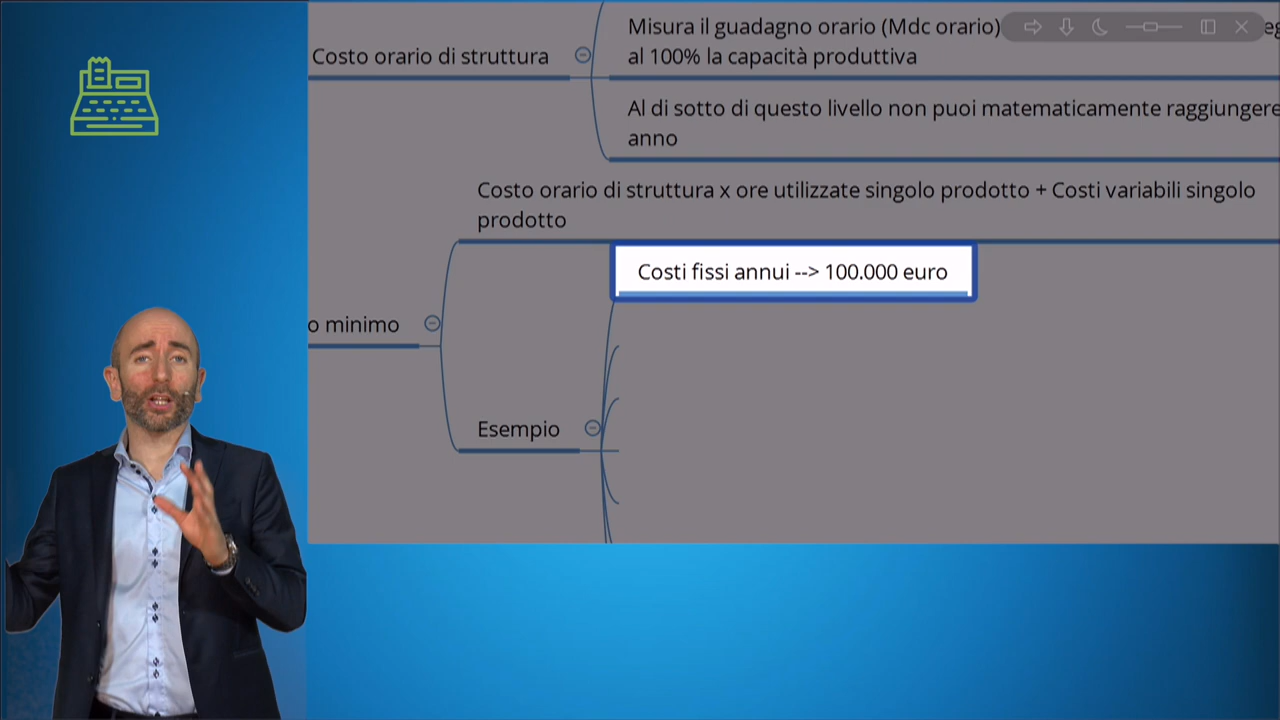 Misura il guadagno orario (Mdc orario)
Costo orario di struttura
al 100% la capacità produttiva
Al di sotto di questo livello non puoi matematicamente raggiungere
anno
Costo orario di struttura x ore utilizzate singolo prodotto + Costi variabili singolo
prodotto
Costi fissi annui --> 100.000 euro
o minimo
Esempio